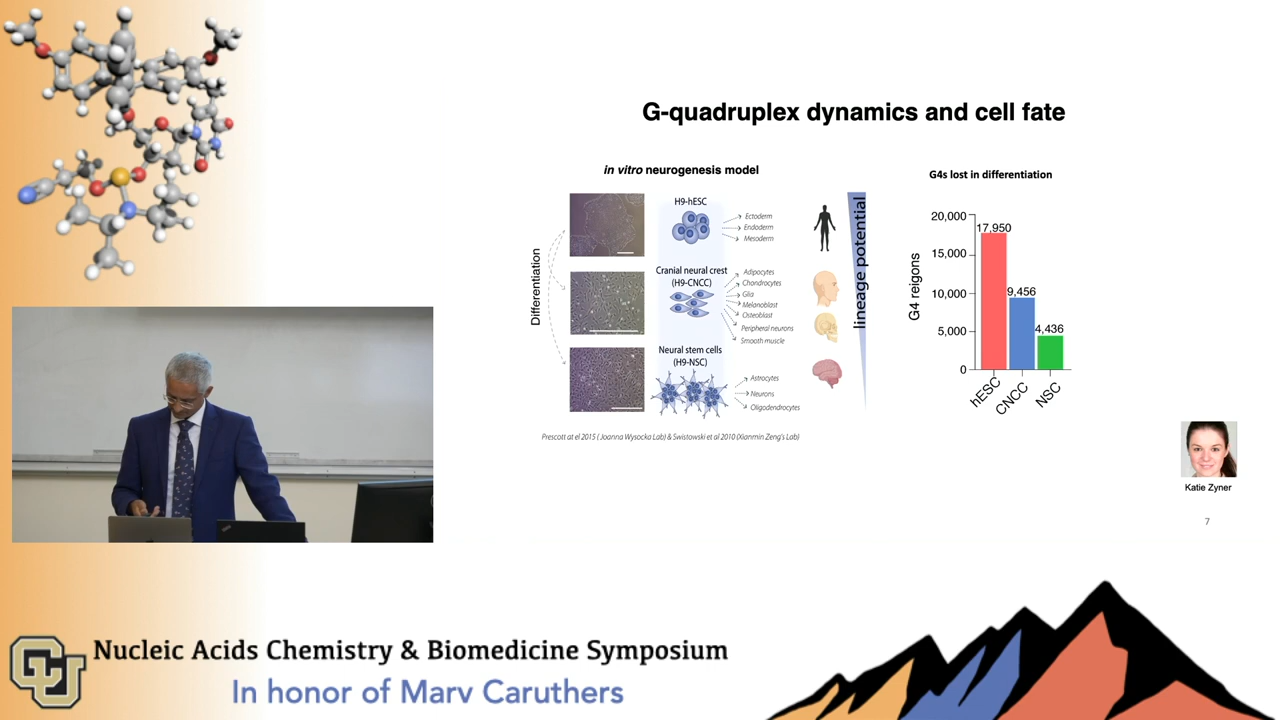 G-quadruplex dynamics and cell fate
in vitro neurogenesis model
Differentiation
H9-hESC
Ectoderm
Endoderm
Mesoderm
Cranial neural crest
(H9-CNCC)
Adipocytes
Chondrocytes
Glia
Melanoblast
Osteoblast
Peripheral neurons
Smooth muscle
Neural stem cells
(H9-NSC)
Astrocytes
Neurons
Oligodendrocytes
lineage potential
Prescott at el 2015 ( Joanna Wysocka Lab) & Swistowski et al 2010 (Xianmin Zeng's Lab)
G4s lost in differentiation
G4 reigons
20,000
15,000
10,000
5,000
0
17,950
9,456
4,436
hESC
CNCC
NSC
Katie Zyner
7
CU
Nucleic Acids Chemistry & Biomedicine Symposium
In honor of Marv Caruthers